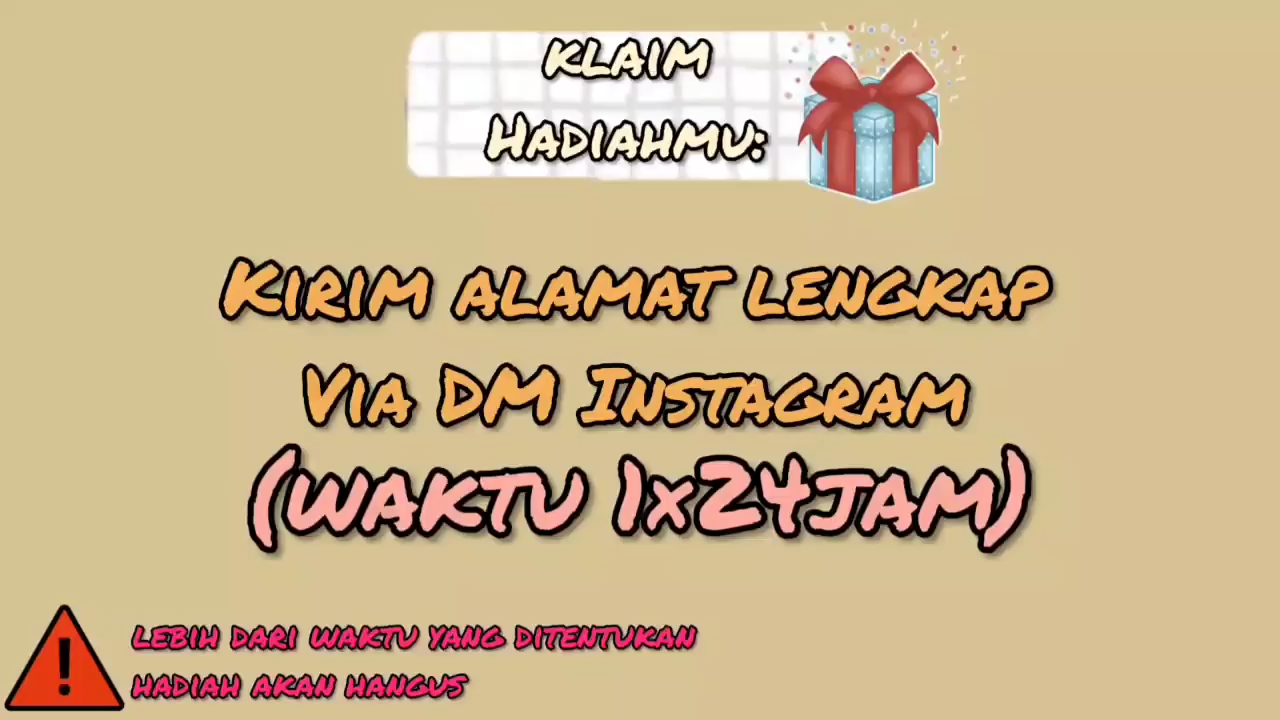 KLAIM
HADIAHMU:
KIRIM ALAMAT LENGKAP
VIA DM INSTAGRAM
(WAKTU 1X24JAM)
LEBIH DARI WAKTU YANG DITENTUKAN
HADIAH AKAN HANGUS